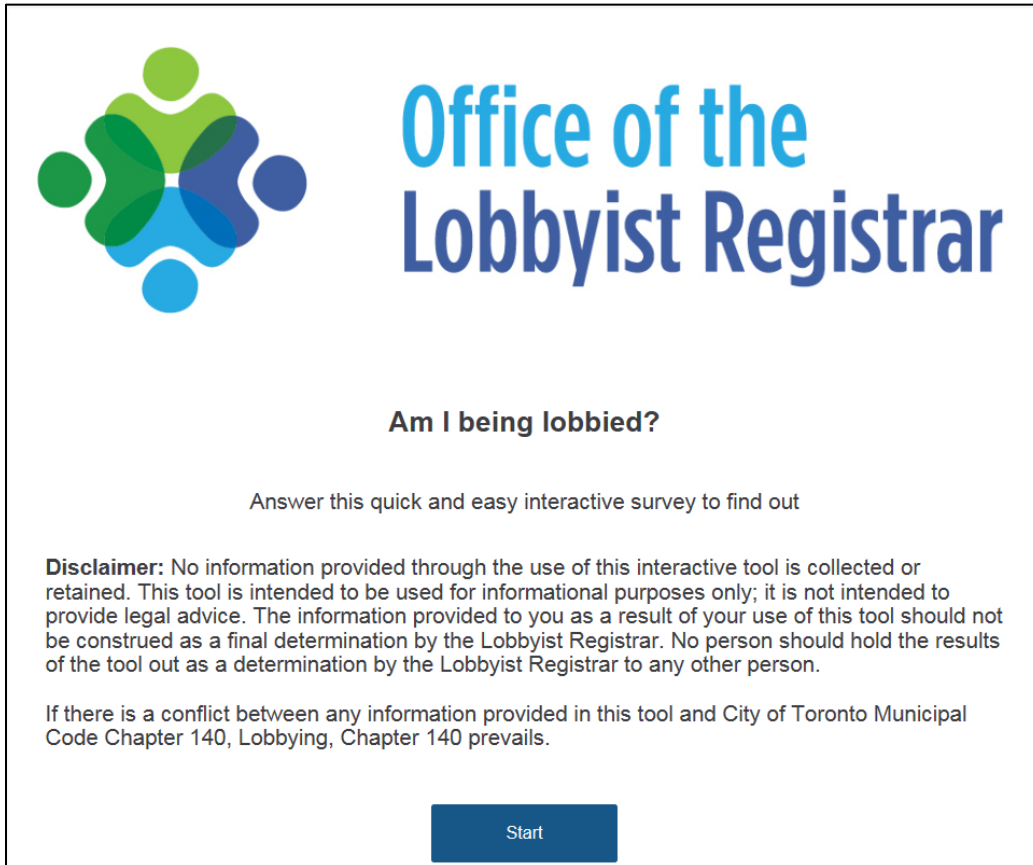 Office of the
Lobbyist Registrar
Am I being lobbied?
Answer this quick and easy interactive survey to find out
Disclaimer: No information provided through the use of this interactive tool is collected or
retained. This tool is intended to be used for informational purposes only; it is not intended to
provide legal advice. The information provided to you as a result of your use of this tool should not
be construed as a final determination by the Lobbyist Registrar. No person should hold the results
of the tool out as a determination by the Lobbyist Registrar to any other person.
If there is a conflict between any information provided in this tool and City of Toronto Municipal
Code Chapter 140, Lobbying, Chapter 140 prevails.
Start